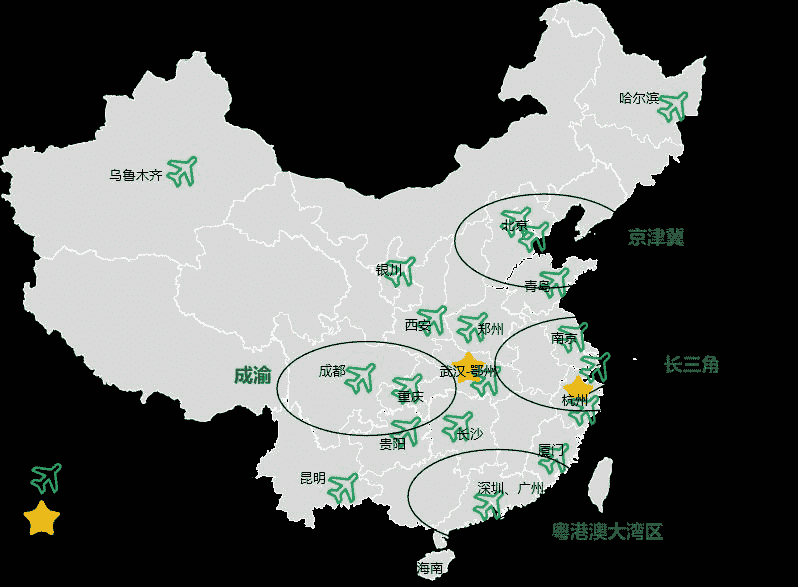 哈尔滨
乌鲁木齐
北京
京津冀
银川
青岛
西安
郑州
南京
长三角
成都
武汉-鄂州
成渝
重庆
杭州
长沙
贵阳
厦门
昆明
深圳、广州
粤港澳大湾区
海南